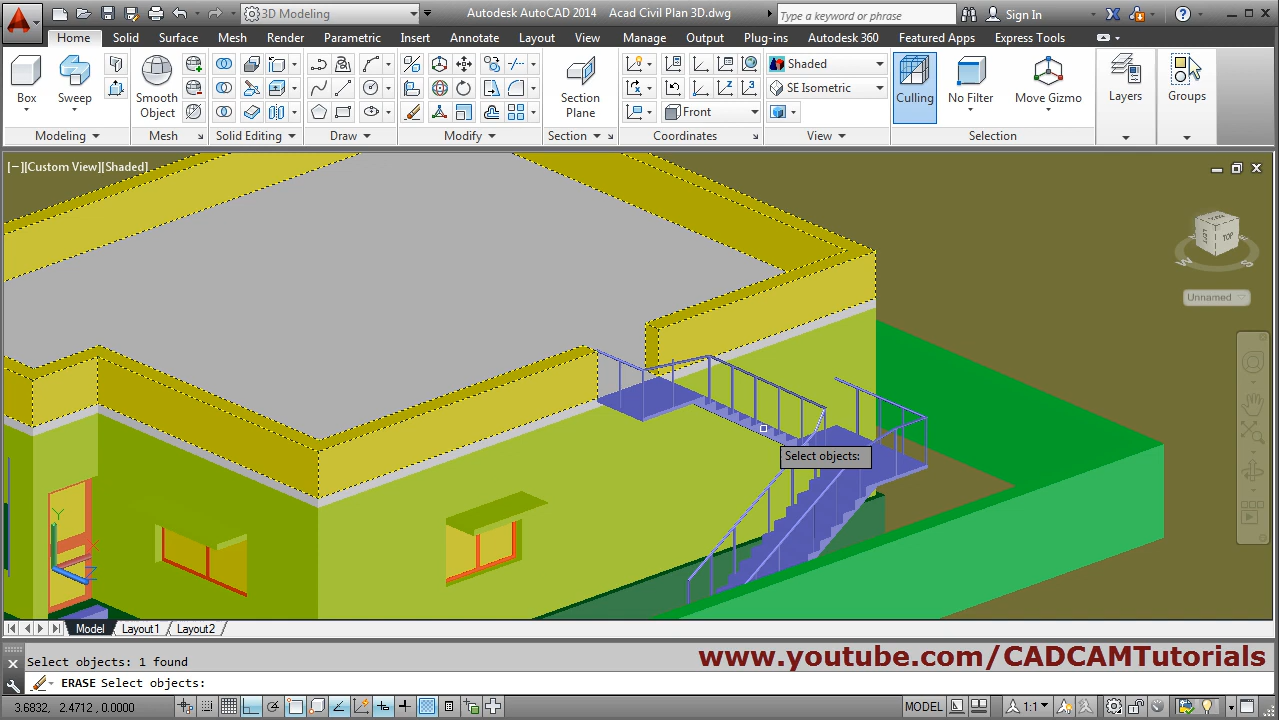 3D Modeling
Autodesk AutoCAD 2014 Acad Civil Plan 3D.dwg
Type a keyword or phrase
Sign In
Home Solid Surface Mesh Render Parametric Insert Annotate Layout View Manage Output Plug-ins Autodesk 360 Featured Apps Express Tools
Box
Sweep
Smooth
Object
Section
Plane
Front
Shaded
SE Isometric
Culling
No Filter
Move Gizmo
Layers
Groups
Modeling Mesh Solid Editing Draw Modify Section Coordinates View Selection
[−][Custom View][Shaded]
LEFT TOP
W S
Unnamed
Select objects:
Y
X
Z
Model Layout1 Layout2
Select objects: 1 found
ERASE Select objects:
www.youtube.com/CADCAMTutorials
3.6832, 2.4712, 0.0000
MODEL
1:1